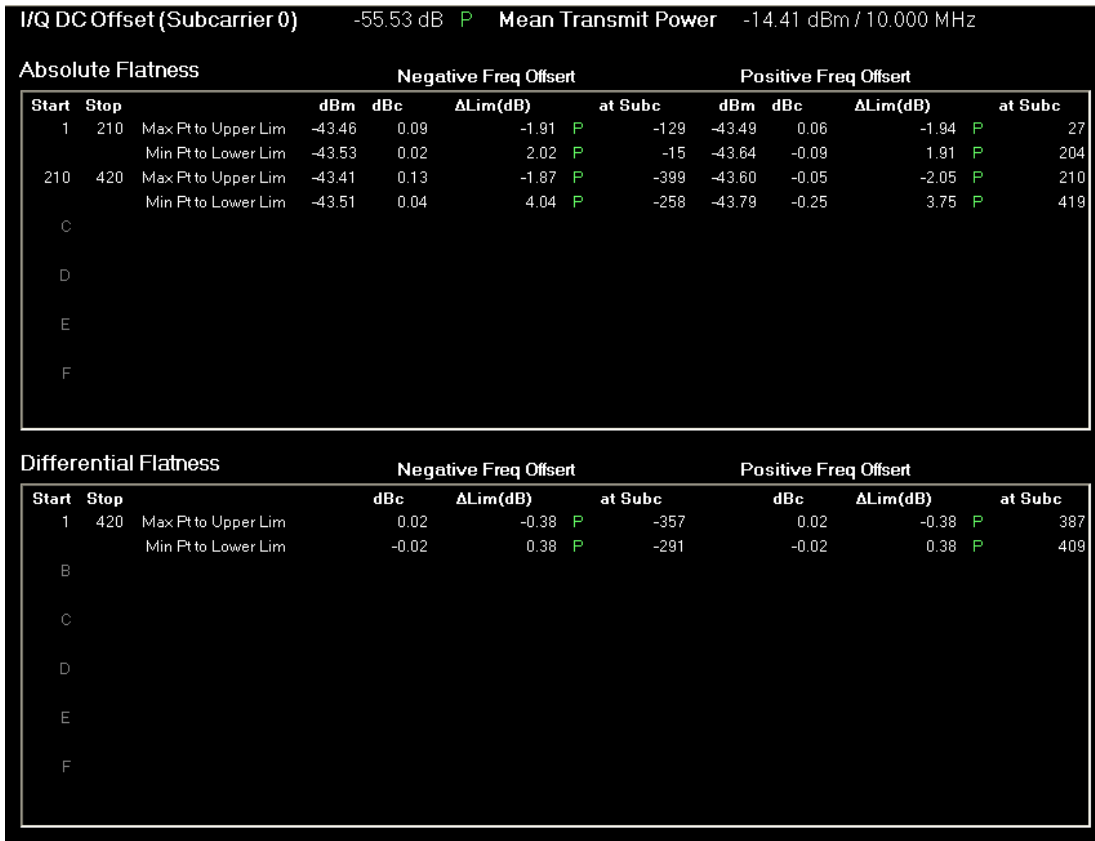 I/Q DC Offset (Subcarrier 0) -55.53 dB P Mean Transmit Power -14.41 dBm / 10.000 MHz
Absolute Flatness Negative Freq Offsert Positive Freq Offsert
Start Stop dBm dBc ΔLim(dB) at Subc dBm dBc ΔLim(dB) at Subc
1 210 Max Pt to Upper Lim -43.46 0.09 -1.91 P -129 -43.49 0.06 -1.94 P 27
Min Pt to Lower Lim -43.53 0.02 2.02 P -15 -43.64 -0.09 1.91 P 204
210 420 Max Pt to Upper Lim -43.41 0.13 -1.87 P -399 -43.60 -0.05 -2.05 P 210
Min Pt to Lower Lim -43.51 0.04 4.04 P -258 -43.79 -0.25 3.75 P 419
C
D
E
F
Differential Flatness Negative Freq Offsert Positive Freq Offsert
Start Stop dBc ΔLim(dB) at Subc dBc ΔLim(dB) at Subc
1 420 Max Pt to Upper Lim 0.02 -0.38 P -357 0.02 -0.38 P 387
Min Pt to Lower Lim -0.02 0.38 P -291 -0.02 0.38 P 409
B
C
D
E
F